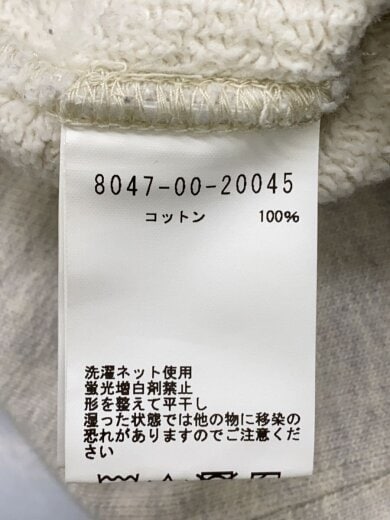 8047-00-20045
コットン 100%
洗濯ネット使用
蛍光増白剤禁止
形を整えて平干し
湿った状態では他の物に移染の
恐れがありますのでご注意くだ
さい